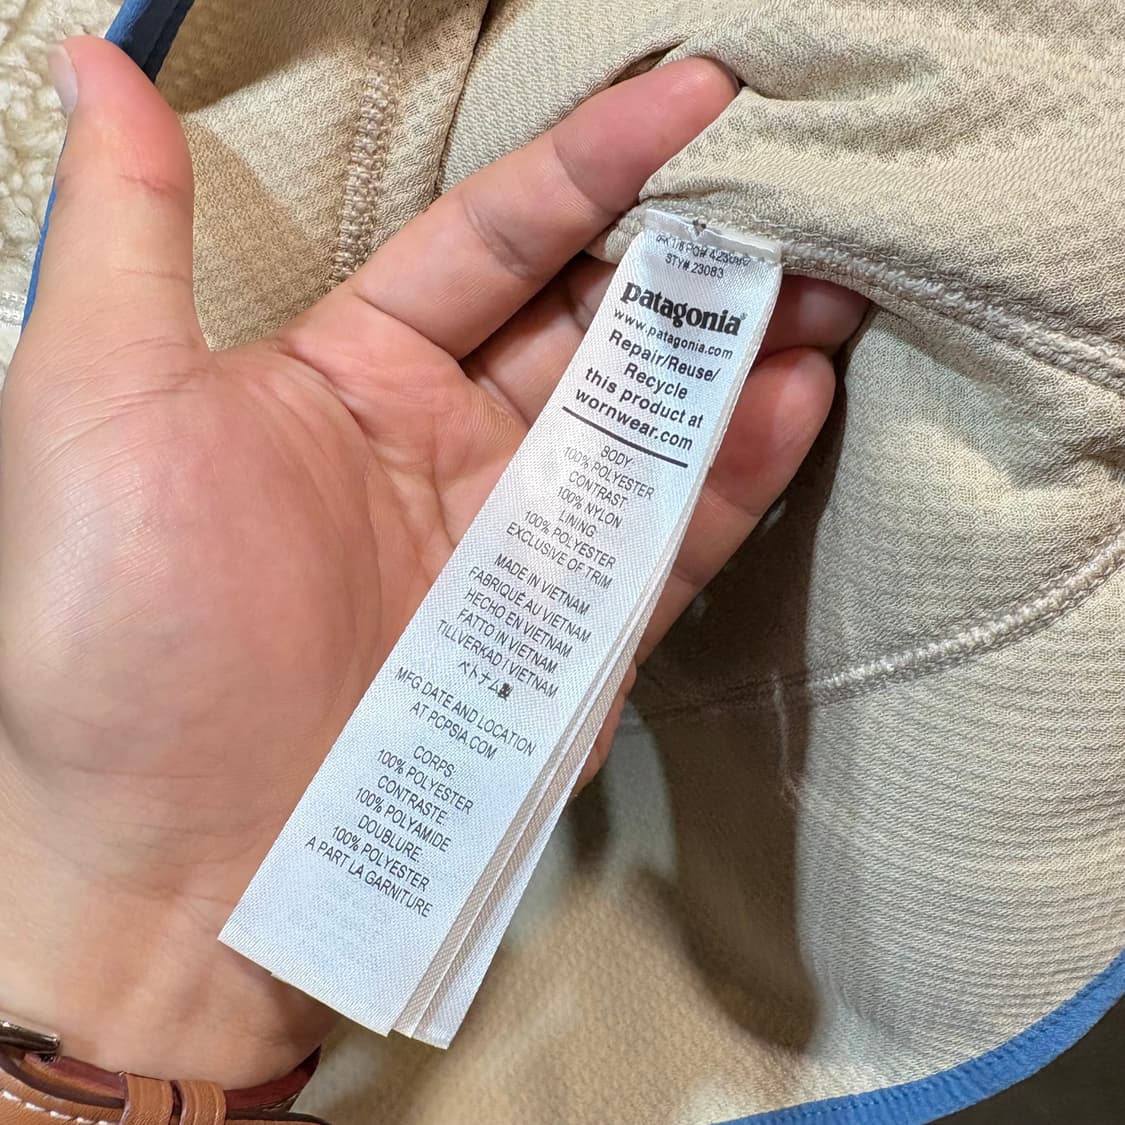 STY# 23083
patagonia®
www.patagonia.com
Repair/Reuse/
Recycle
this product at
wornwear.com
BODY:
100% POLYESTER
CONTRAST:
100% NYLON
LINING:
100% POLYESTER
EXCLUSIVE OF TRIM
MADE IN VIETNAM
FABRIQUÉ AU VIETNAM
HECHO EN VIETNAM
FATTO IN VIETNAM
TILLVERKAD I VIETNAM
ベトナム製
MFG DATE AND LOCATION
AT PCPSIA.COM
CORPS:
100% POLYESTER
CONTRASTE:
100% POLYAMIDE
DOUBLURE:
100% POLYESTER
A PART LA GARNITURE